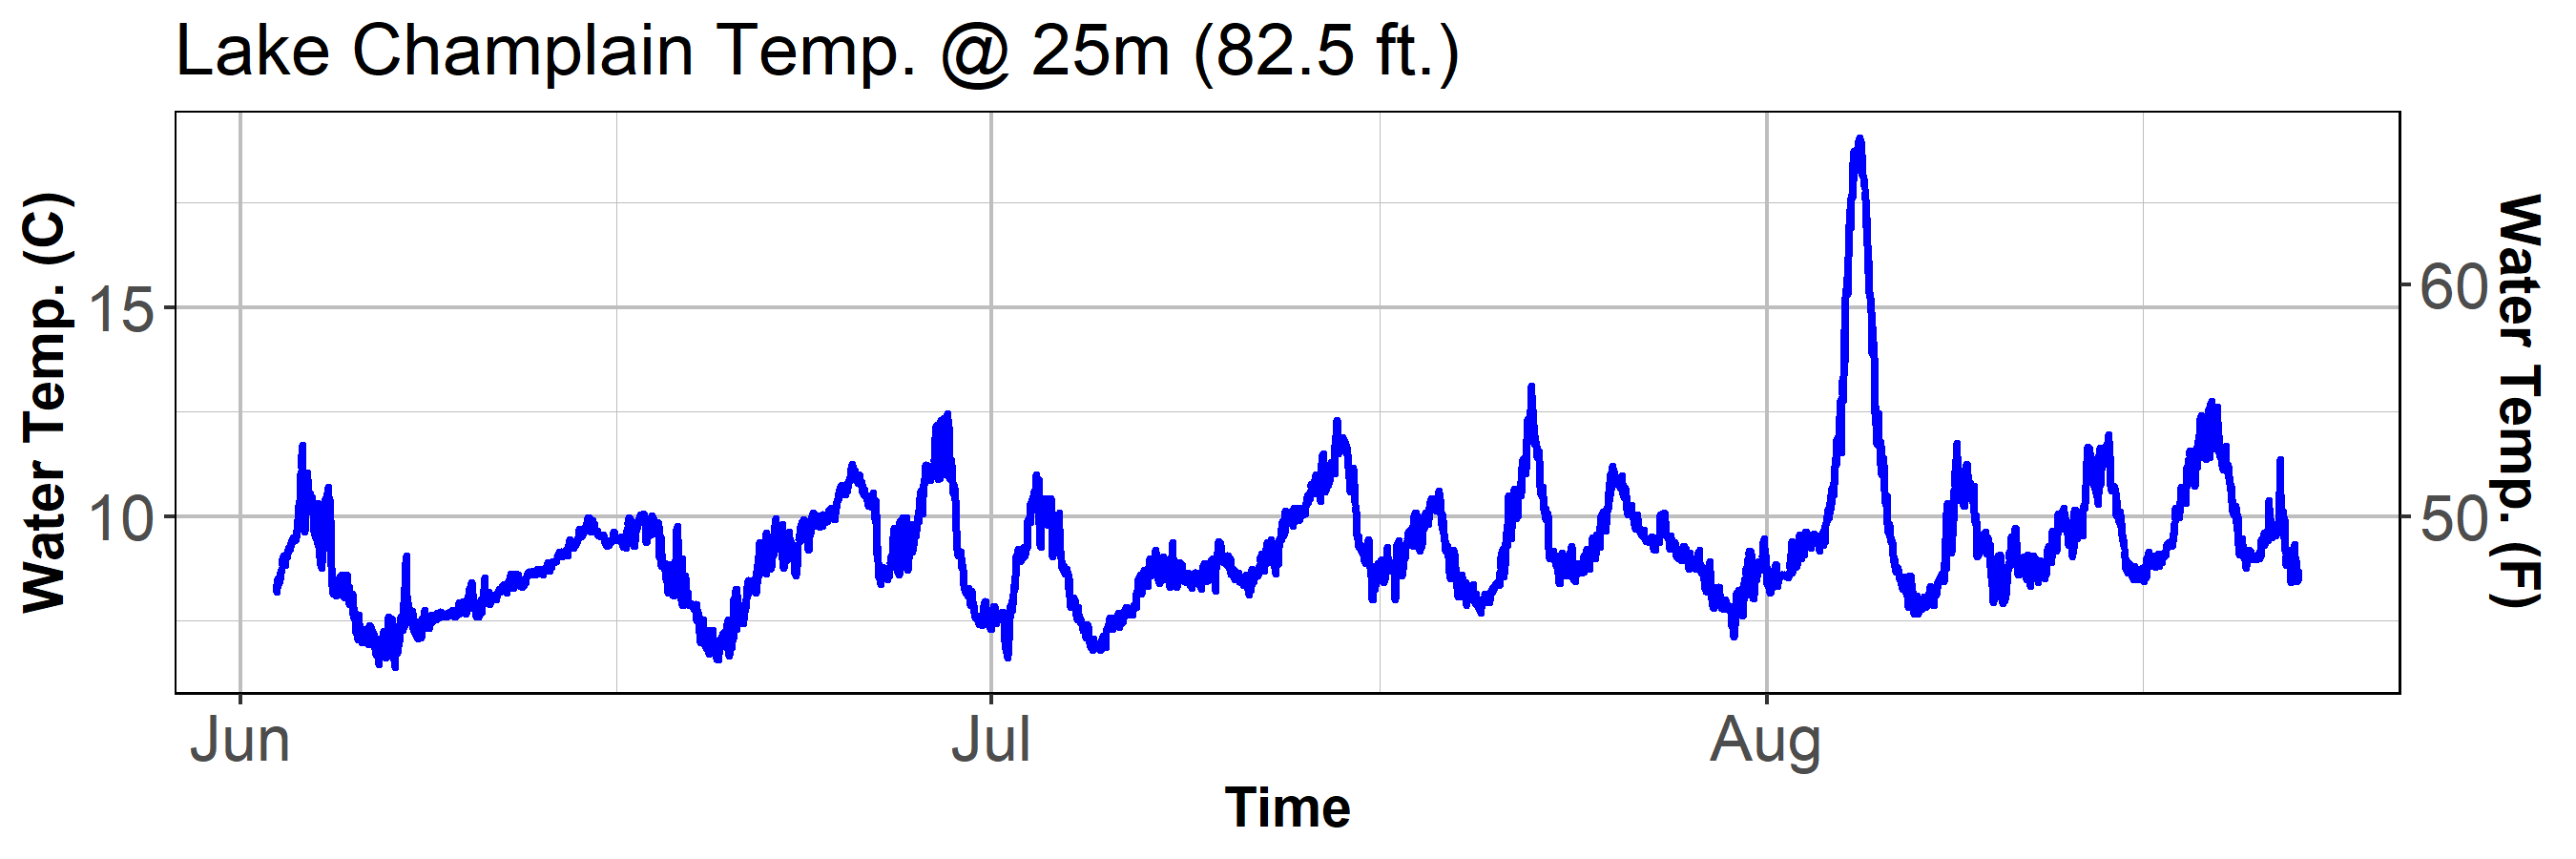 Lake Champlain Temp. @ 25m (82.5 ft.)
Water Temp. (C)
15
10
60
50
Water Temp. (F)
Jun Jul Aug
Time